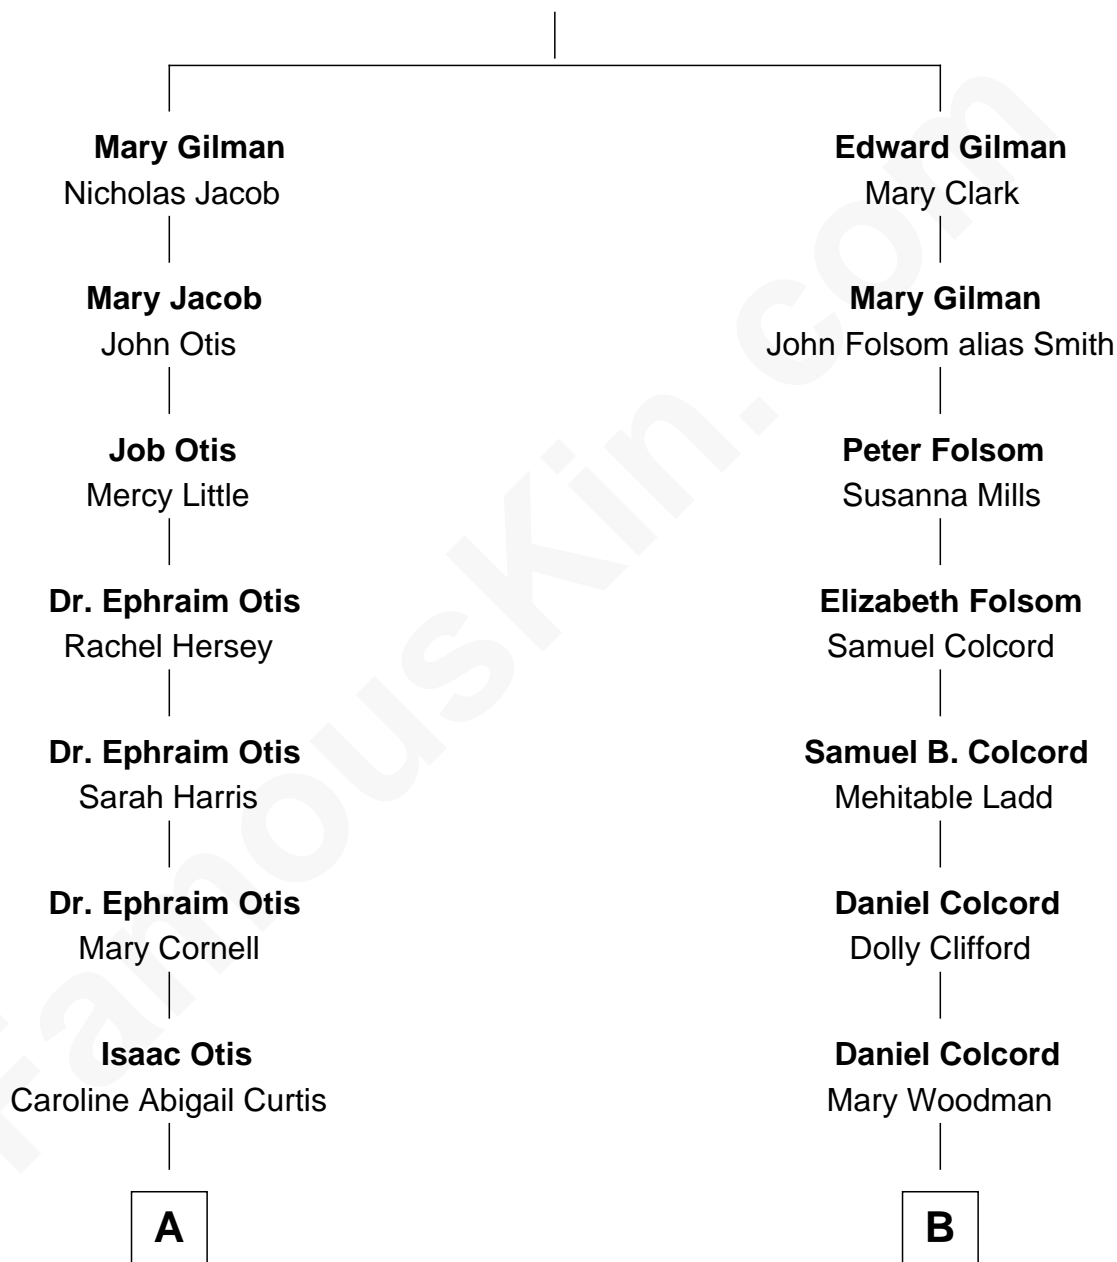 Mary Gilman
Nicholas Jacob
Mary Jacob
John Otis
Job Otis
Mercy Little
Dr. Ephraim Otis
Rachel Hersey
Dr. Ephraim Otis
Sarah Harris
Dr. Ephraim Otis
Mary Cornell
Isaac Otis
Caroline Abigail Curtis
A
Edward Gilman
Mary Clark
Mary Gilman
John Folsom alias Smith
Peter Folsom
Susanna Mills
Elizabeth Folsom
Samuel Colcord
Samuel B. Colcord
Mehitable Ladd
Daniel Colcord
Dolly Clifford
Daniel Colcord
Mary Woodman
B
FamousKin.com